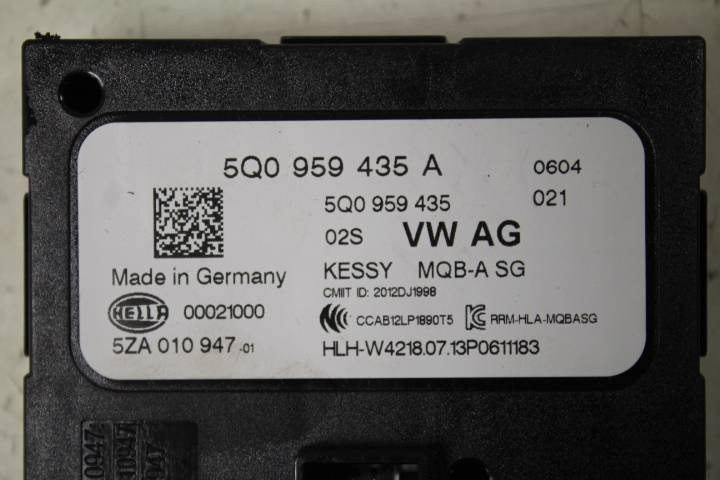 5Q0 959 435 A 0604
5Q0 959 435 021
02S VW AG
Made in Germany KESSY MQB-A SG
CMIIT ID: 2012DJ1998
HELLA 00021000 CCAB12LP1890T5 RRM-HLA-MQBASG
5ZA 010 947-01 HLH-W4218.07.13P0611183
10947